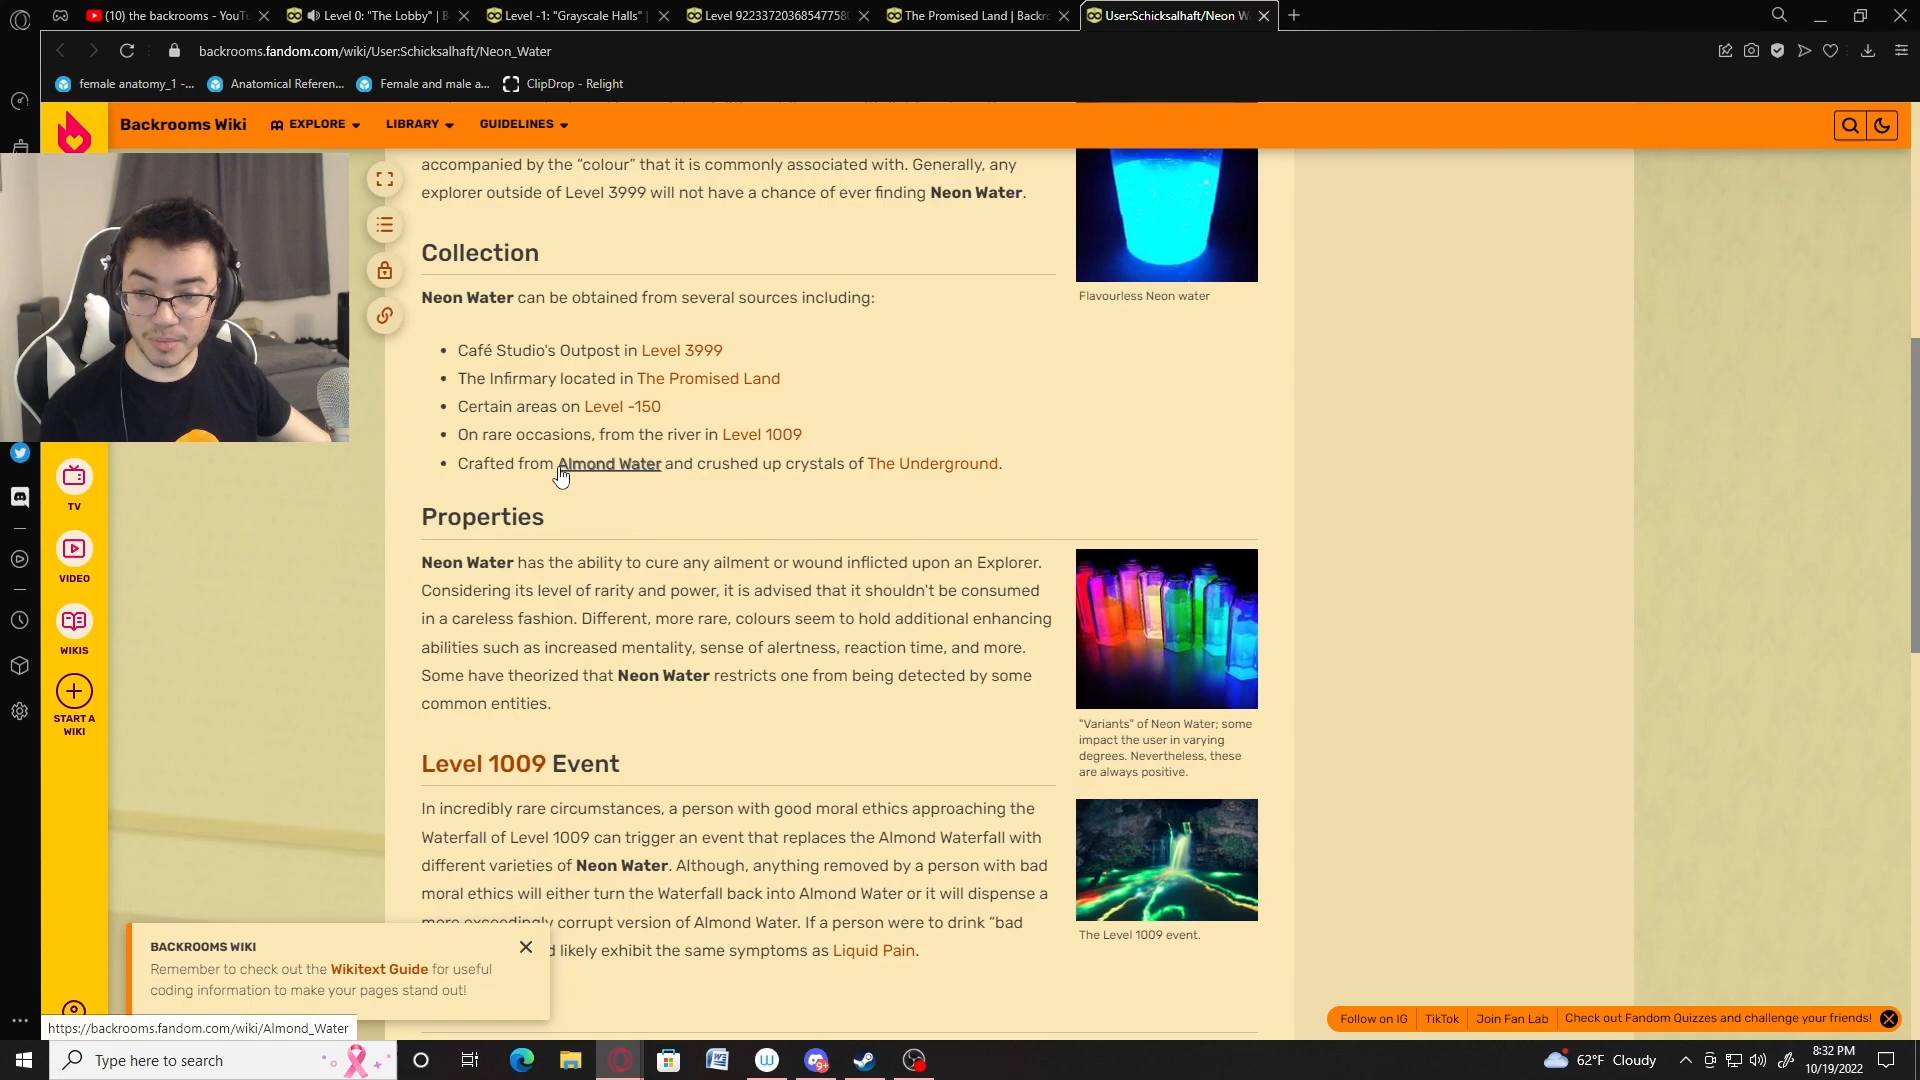 (10) the backrooms - YouTu
Level 0: "The Lobby" | B
Level -1: "Grayscale Halls" |
Level 92233720368547758
The Promised Land | Backro
User:Schicksalhaft/Neon W
backrooms.fandom.com/wiki/User:Schicksalhaft/Neon_Water
female anatomy_1 -...
Anatomical Referen...
Female and male a...
ClipDrop - Relight
Backrooms Wiki
EXPLORE
LIBRARY
GUIDELINES
accompanied by the “colour” that it is commonly associated with. Generally, any
explorer outside of Level 3999 will not have a chance of ever finding Neon Water.
Flavourless Neon water
Collection
Neon Water can be obtained from several sources including:
• Café Studio's Outpost in Level 3999
• The Infirmary located in The Promised Land
• Certain areas on Level -150
• On rare occasions, from the river in Level 1009
• Crafted from Almond Water and crushed up crystals of The Underground.
Properties
Neon Water has the ability to cure any ailment or wound inflicted upon an Explorer.
Considering its level of rarity and power, it is advised that it shouldn't be consumed
in a careless fashion. Different, more rare, colours seem to hold additional enhancing
abilities such as increased mentality, sense of alertness, reaction time, and more.
Some have theorized that Neon Water restricts one from being detected by some
common entities.
"Variants" of Neon Water; some
impact the user in varying
degrees. Nevertheless, these
are always positive.
Level 1009 Event
In incredibly rare circumstances, a person with good moral ethics approaching the
Waterfall of Level 1009 can trigger an event that replaces the Almond Waterfall with
different varieties of Neon Water. Although, anything removed by a person with bad
moral ethics will either turn the Waterfall back into Almond Water or it will dispense a
more exceedingly corrupt version of Almond Water. If a person were to drink “bad
likely exhibit the same symptoms as Liquid Pain.
The Level 1009 event.
TV
VIDEO
WIKIS
START A
WIKI
BACKROOMS WIKI
Remember to check out the Wikitext Guide for useful
coding information to make your pages stand out!
https://backrooms.fandom.com/wiki/Almond_Water
Follow on IG
TikTok
Join Fan Lab
Check out Fandom Quizzes and challenge your friends!
Type here to search
9+
62°F Cloudy
8:32 PM
10/19/2022